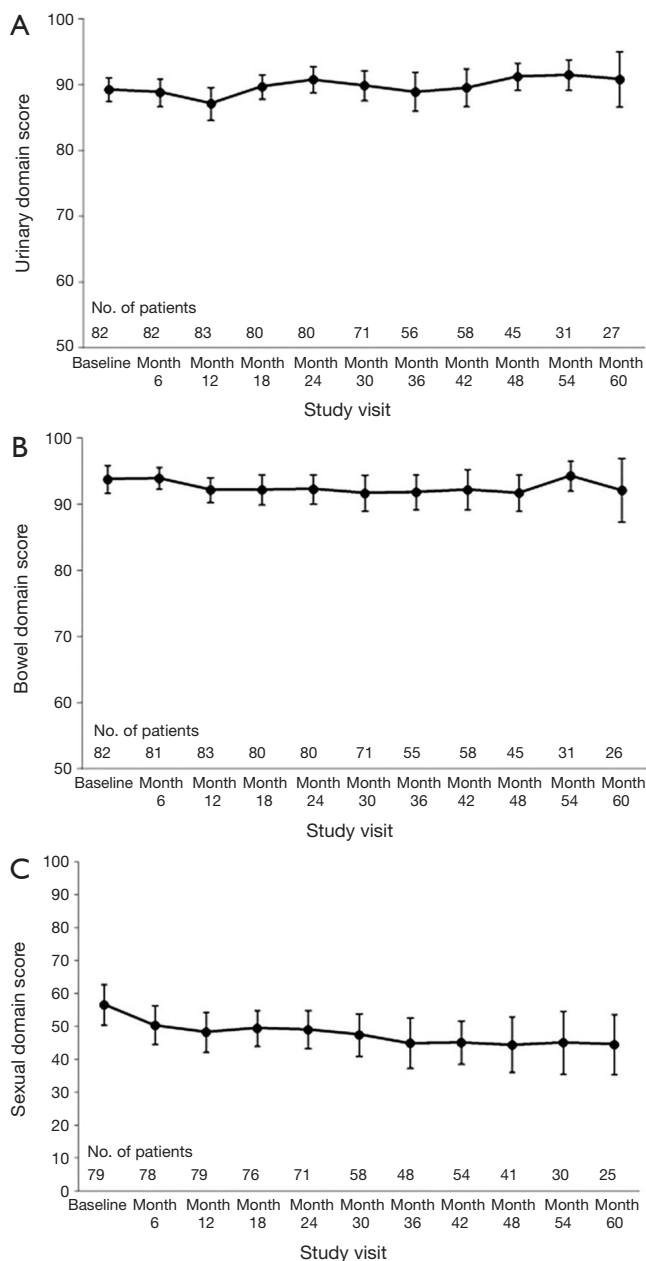 A
100
90
80
70
60
50
Urinary domain score
No. of patients
82 82 83 80 80 71 56 58 45 31 27
Baseline Month Month Month Month Month Month Month Month Month Month
6 12 18 24 30 36 42 48 54 60
Study visit
B
100
90
80
70
60
50
Bowel domain score
No. of patients
82 81 83 80 80 71 55 58 45 31 26
Baseline Month Month Month Month Month Month Month Month Month Month
6 12 18 24 30 36 42 48 54 60
Study visit
C
100
90
80
70
60
50
40
30
20
10
0
Sexual domain score
No. of patients
79 78 79 76 71 58 48 54 41 30 25
Baseline Month Month Month Month Month Month Month Month Month Month
6 12 18 24 30 36 42 48 54 60
Study visit